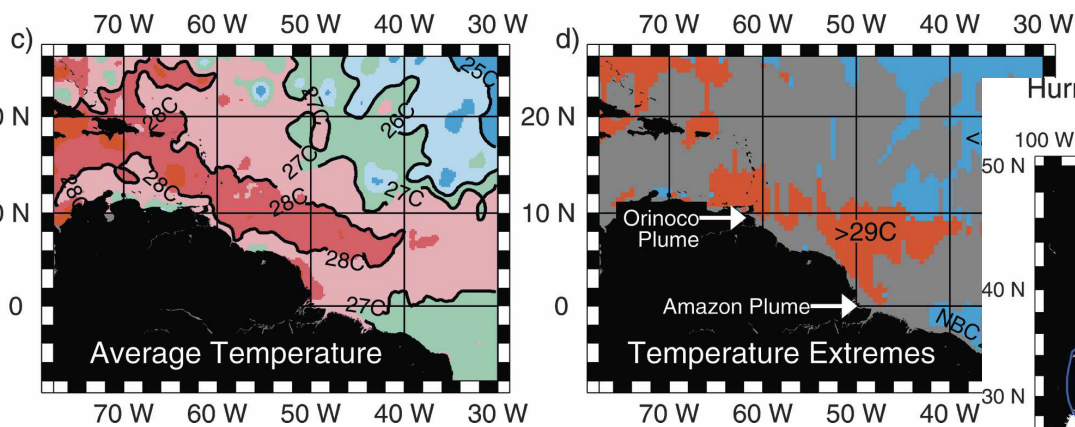 70 W 60 W 50 W 40 W 30 W
70 W 60 W 50 W 40 W 30 W
c)
d)
25C
28C
27C
26C
20 N
Hurr
28C
27C
<
100 W
50 N
28C
28C
28C
27C
0 N
10 N
Orinoco
Plume
>29C
28C
40 N
0
0
27C
Amazon Plume
NBC
Average Temperature
Temperature Extremes
30 N
70 W 60 W 50 W 40 W 30 W
70 W 60 W 50 W 40 W